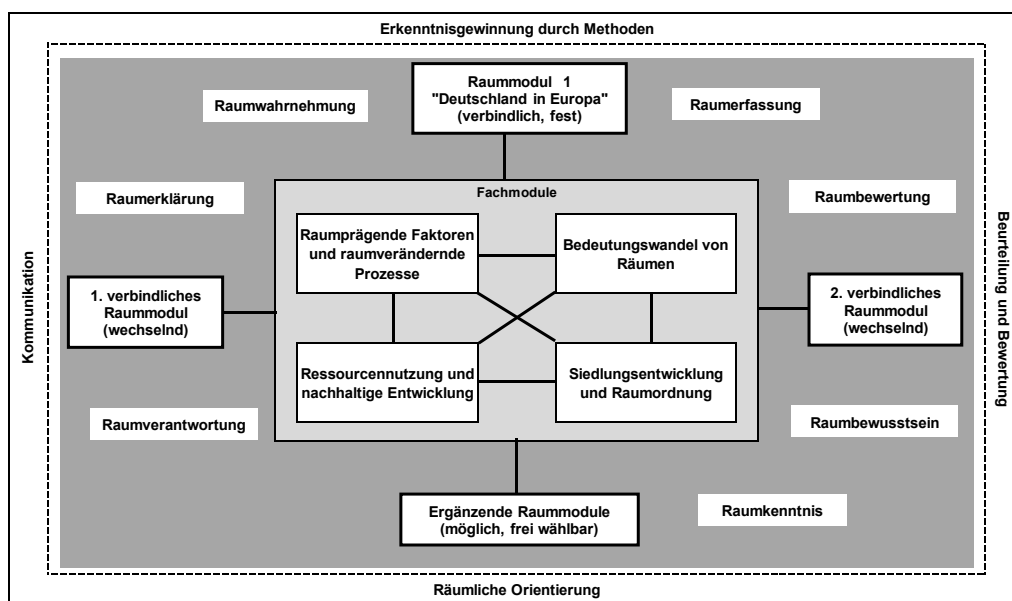 Erkenntnisgewinnung durch Methoden
Raummodul 1
"Deutschland in Europa"
(verbindlich, fest)
Raumwahrnehmung
Raumerfassung
Raumerklärung
Fachmodule
Raumbewertung
Raumprägende Faktoren
und raumverändernde
Prozesse
Bedeutungswandel von
Räumen
Kommunikation
1. verbindliches
Raummodul
(wechselnd)
2. verbindliches
Raummodul
(wechselnd)
Beurteilung und Bewertung
Ressourcennutzung und
nachhaltige Entwicklung
Siedlungsentwicklung
und Raumordnung
Raumverantwortung
Raumbewusstsein
Ergänzende Raummodule
(möglich, frei wählbar)
Raumkenntnis
Räumliche Orientierung